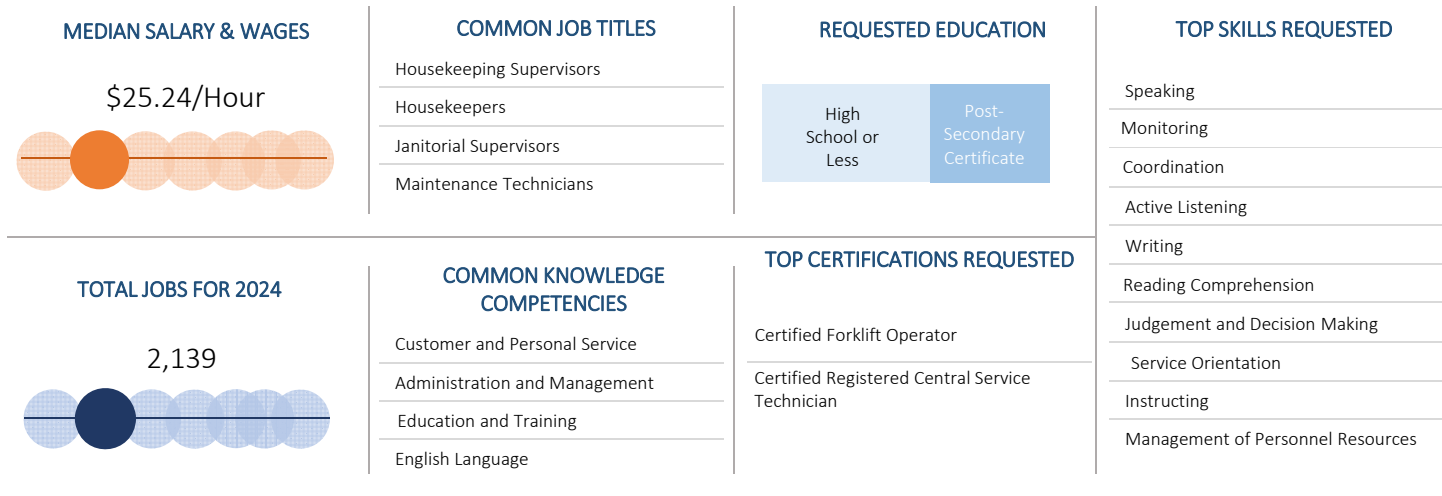 MEDIAN SALARY & WAGES
$25.24/Hour
COMMON JOB TITLES
Housekeeping Supervisors
Housekeepers
Janitorial Supervisors
Maintenance Technicians
REQUESTED EDUCATION
High
School or
Less
Post-
Secondary
Certificate
TOP SKILLS REQUESTED
Speaking
Monitoring
Coordination
Active Listening
Writing
Reading Comprehension
Judgement and Decision Making
Service Orientation
Instructing
Management of Personnel Resources
TOTAL JOBS FOR 2024
2,139
COMMON KNOWLEDGE
COMPETENCIES
Customer and Personal Service
Administration and Management
Education and Training
English Language
TOP CERTIFICATIONS REQUESTED
Certified Forklift Operator
Certified Registered Central Service
Technician